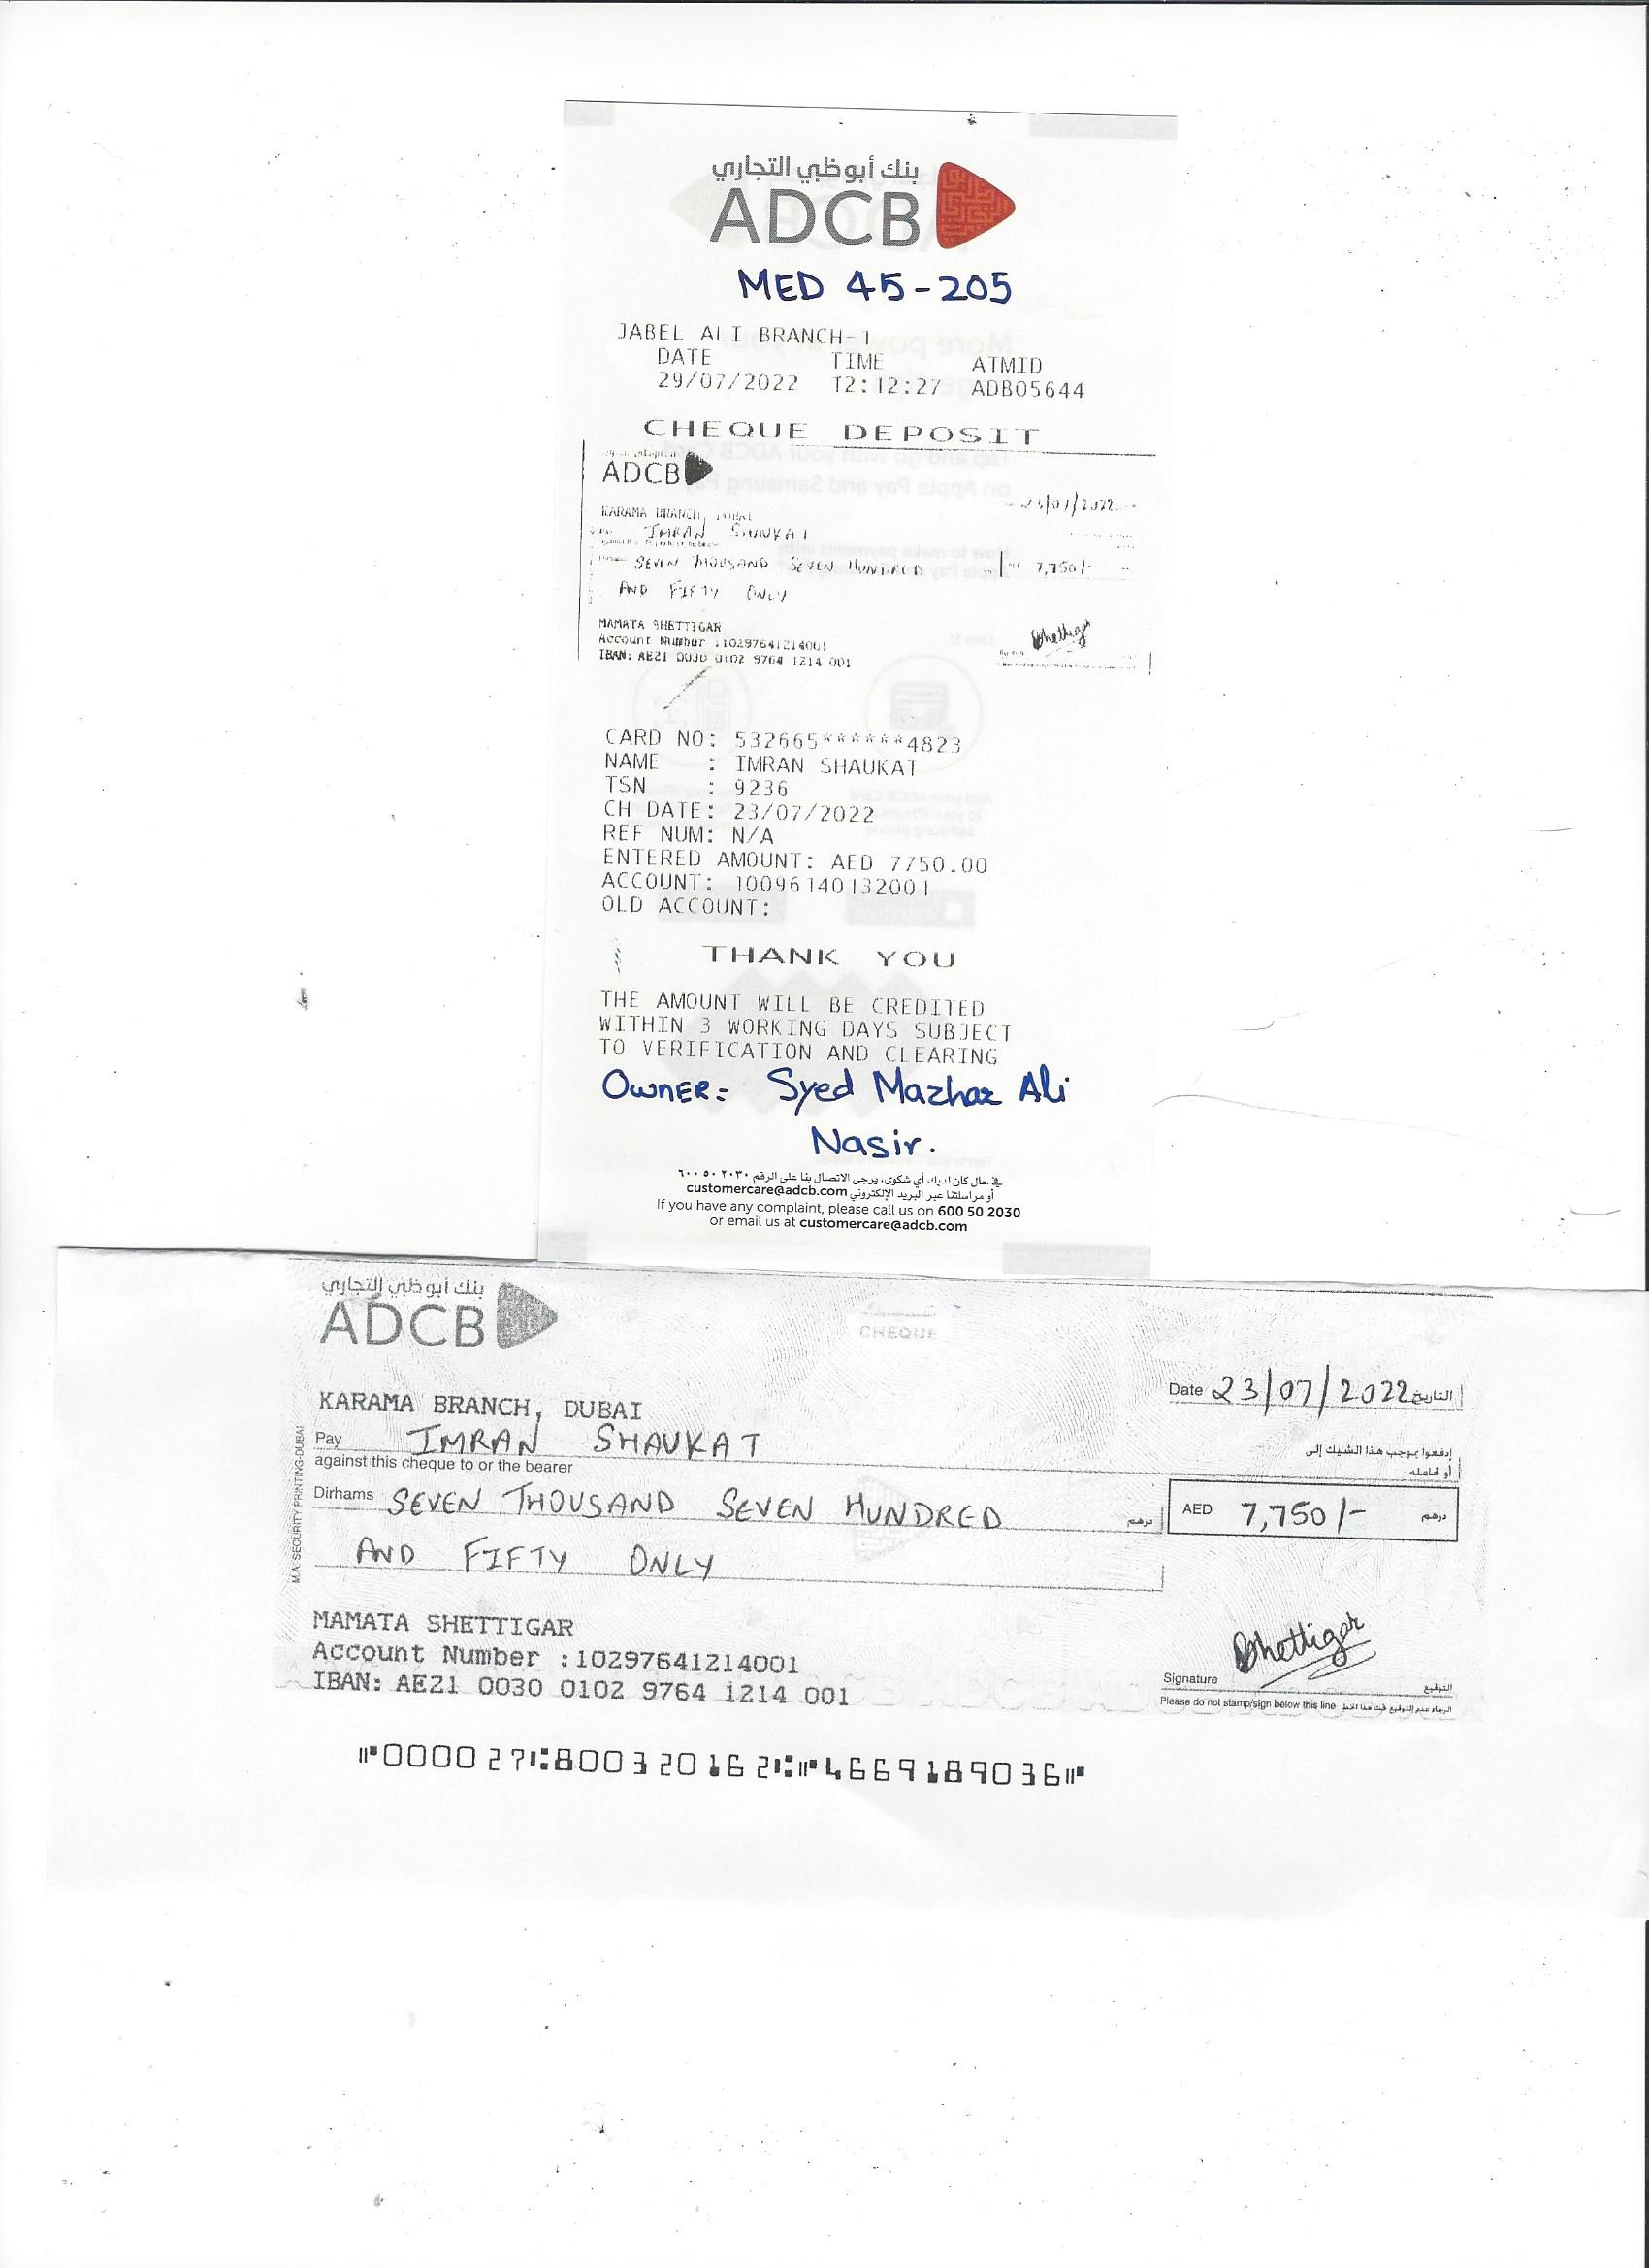 بنك أبوظبي التجاري
ADCB
MED 45-205
JABEL ALI BRANCH-1
DATE TIME ATMID
29/07/2022 12:12:27 ADB05644
CHEQUE DEPOSIT
ADCB
KARAMA BRANCH, DUBAI
IMRAN SHAUKAT
SEVEN THOUSAND SEVEN HUNDRED 7,750/-
AND FIFTY ONLY
MAMATA SHETTIGAR
Account Number :10297641214001
IBAN: AE21 0030 0102 9764 1214 001
Shettigar
CARD NO: 532665******4823
NAME : IMRAN SHAUKAT
TSN : 9236
CH DATE: 23/07/2022
REF NUM: N/A
ENTERED AMOUNT: AED 7750.00
ACCOUNT: 10096140132001
OLD ACCOUNT:
THANK YOU
THE AMOUNT WILL BE CREDITED
WITHIN 3 WORKING DAYS SUBJECT
TO VERIFICATION AND CLEARING
OWNER: Syed Mazhar Ali
Nasir.
في حال كان لديك أي شكوى، يرجى الاتصال بنا على الرقم ٦٠٠ ٥٠ ٢٠٣٠
أو مراسلتنا عبر البريد الإلكتروني customercare@adcb.com
If you have any complaint, please call us on 600 50 2030
or email us at customercare@adcb.com
بنك أبوظبي التجاري
ADCB
CHEQUE
Date 23/07/2022 التاريخ
KARAMA BRANCH, DUBAI
Pay IMRAN SHAUKAT إدفعوا بموجب هذا الشيك إلى
against this cheque to or the bearer أو لحامله
Dirhams SEVEN THOUSAND SEVEN HUNDRED درهم AED 7,750/- درهم
AND FIFTY ONLY
M.A. SECURITY PRINTING-DUBAI
MAMATA SHETTIGAR
Account Number :10297641214001
IBAN: AE21 0030 0102 9764 1214 001
Shettigar
Signature التوقيع
Please do not stamp/sign below this line الرجاء عدم التوقيع تحت هذا الخط
⑈000027⑆800320162⑆⑈466918903​6⑈